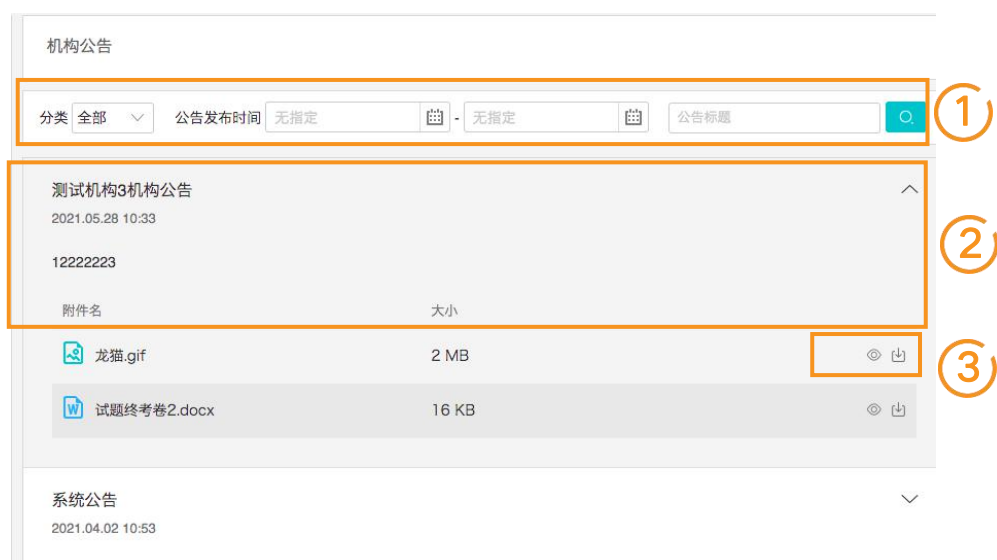 机构公告
分类 全部 公告发布时间 无指定 - 无指定 公告标题
1
测试机构3机构公告
2021.05.28 10:33
2
12222223
附件名 大小
龙猫.gif 2 MB
3
W 试题终考卷2.docx 16 KB
系统公告
2021.04.02 10:53